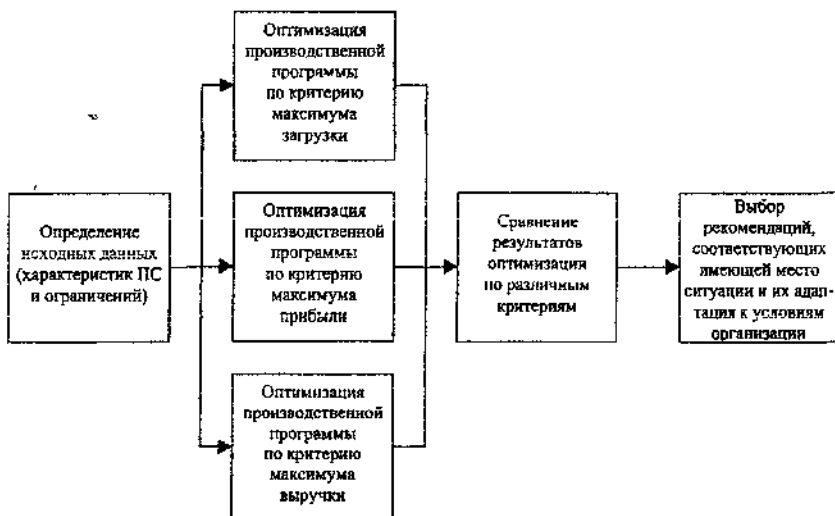 Оптимизация
производственной
программы
по критерию
максимума
загрузки
Определение
исходных данных
(характеристик ПС
и ограничений)
Оптимизация
производственной
программы
по критерию
максимума
прибыли
Сравнение
результатов
оптимизации
по различным
критериям
Выбор
рекомендаций,
соответствующих
имеющей место
ситуации и их адап-
тация к условиям
организации
Оптимизация
производственной
программы
по критерию
максимума
выручки